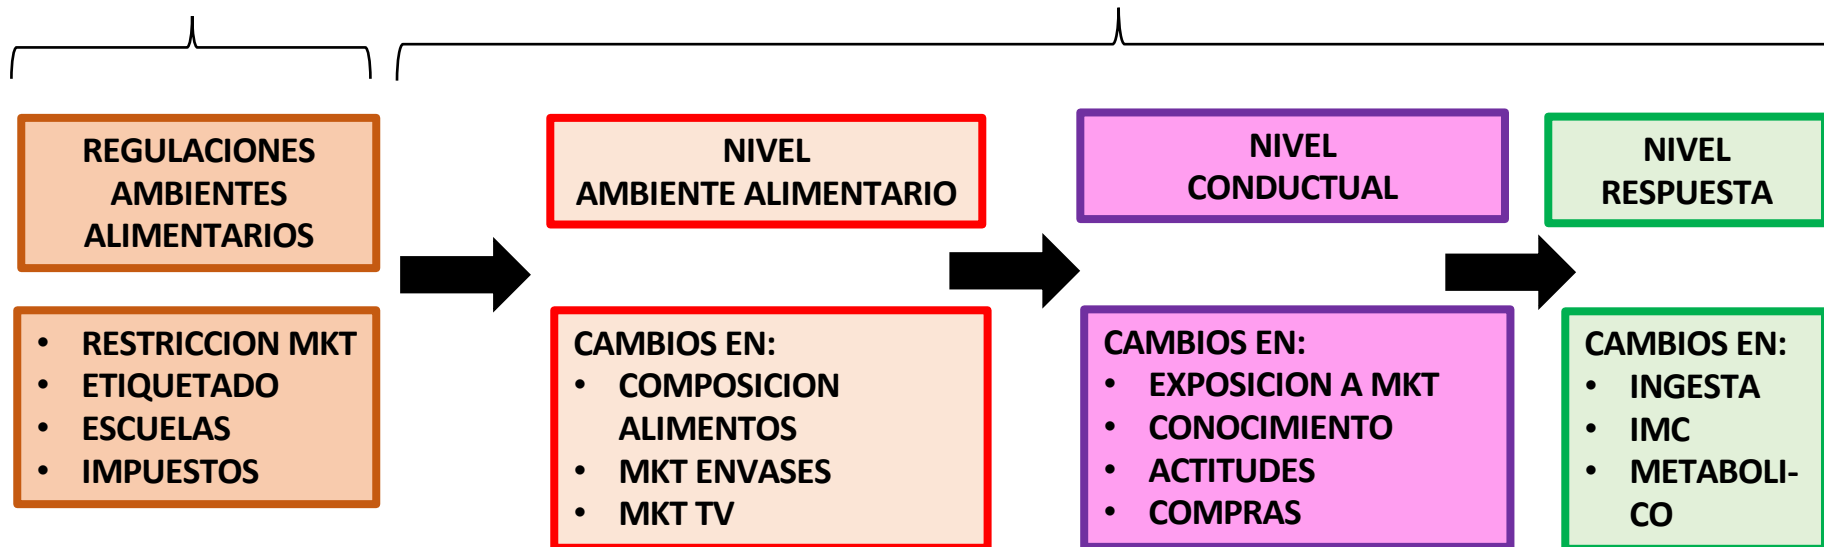 REGULACIONES
AMBIENTES
ALIMENTARIOS
• RESTRICCION MKT
• ETIQUETADO
• ESCUELAS
• IMPUESTOS
NIVEL
AMBIENTE ALIMENTARIO
CAMBIOS EN:
• COMPOSICION
ALIMENTOS
• MKT ENVASES
• MKT TV
NIVEL
CONDUCTUAL
CAMBIOS EN:
• EXPOSICION A MKT
• CONOCIMIENTO
• ACTITUDES
• COMPRAS
NIVEL
RESPUESTA
CAMBIOS EN:
• INGESTA
• IMC
• METABOLI-
CO